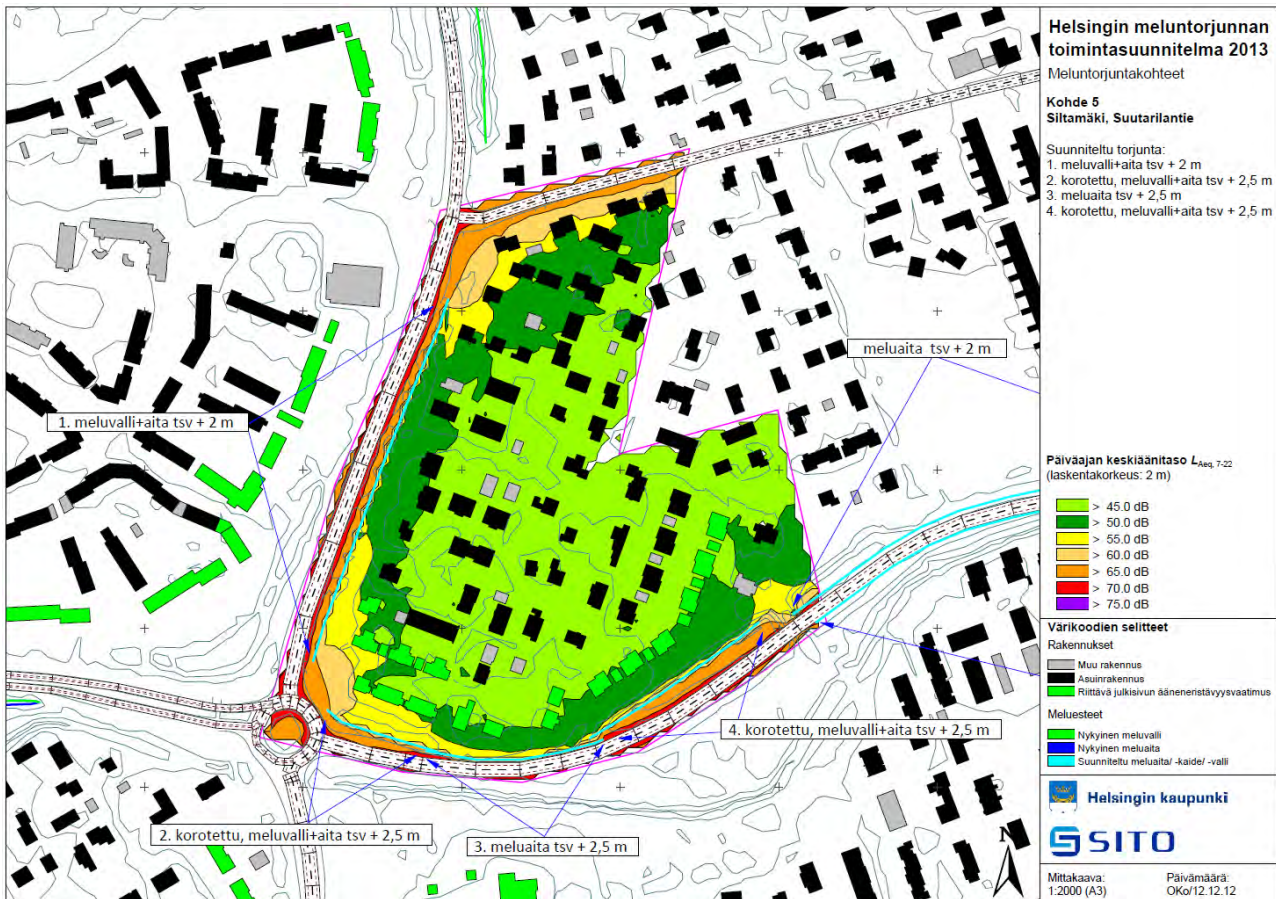 Helsingin meluntorjunnan
toimintasuunnitelma 2013
Meluntorjuntakohteet
Kohde 5
Siltamäki, Suutarilantie
Suunniteltu torjunta:
1. meluvalli+aita tsv + 2 m
2. korotettu, meluvalli+aita tsv + 2,5 m
3. meluaita tsv + 2,5 m
4. korotettu, meluvalli+aita tsv + 2,5 m
meluaita tsv + 2 m
1. meluvalli+aita tsv + 2 m
4. korotettu, meluvalli+aita tsv + 2,5 m
2. korotettu, meluvalli+aita tsv + 2,5 m
3. meluaita tsv + 2,5 m
N
Päiväajan keskiäänitaso LAeq, 7-22
(laskentakorkeus: 2 m)
> 45.0 dB
> 50.0 dB
> 55.0 dB
> 60.0 dB
> 65.0 dB
> 70.0 dB
> 75.0 dB
Värikoodien selitteet
Rakennukset
Muu rakennus
Asuinrakennus
Riittävä julkisivun ääneneristävyysvaatimus
Meluesteet
Nykyinen meluvalli
Nykyinen meluaita
Suunniteltu meluaita/ -kaide/ -valli
Helsingin kaupunki
SITO
Mittakaava: Päivämäärä:
1:2000 (A3) OKo/12.12.12